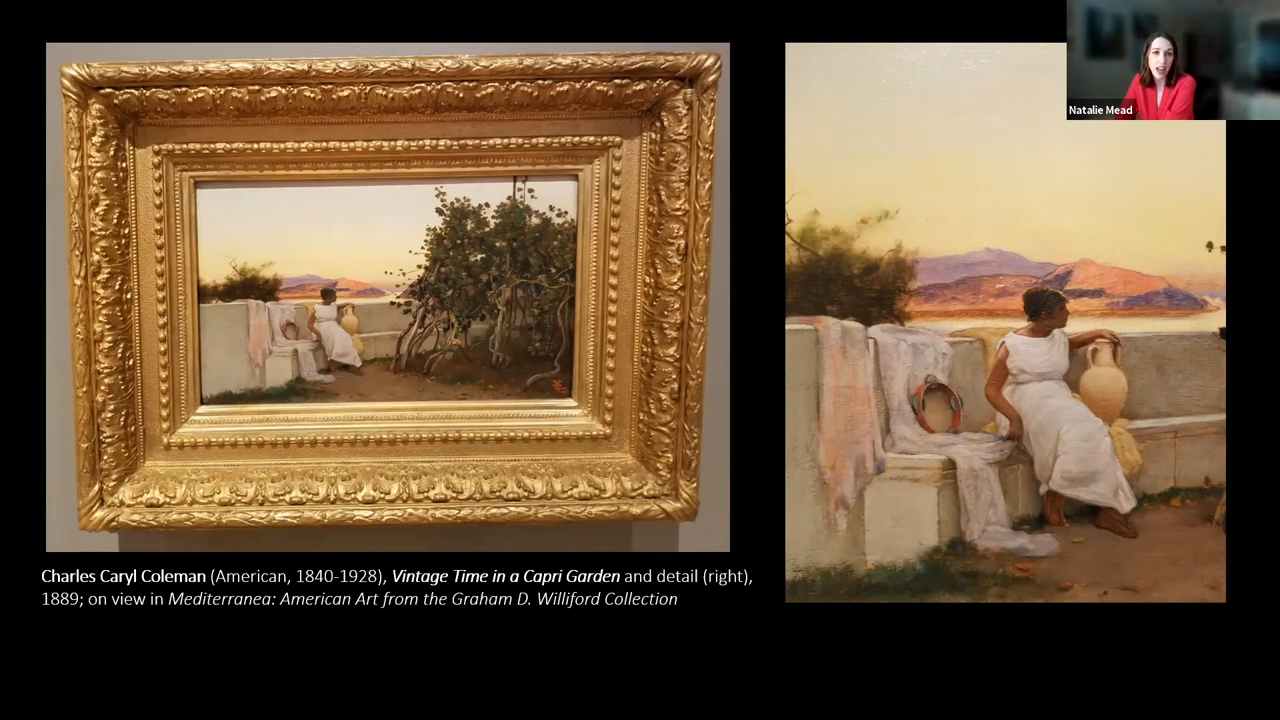 Natalie Mead
Charles Caryl Coleman (American, 1840-1928), Vintage Time in a Capri Garden and detail (right),
1889; on view in Mediterranea: American Art from the Graham D. Williford Collection